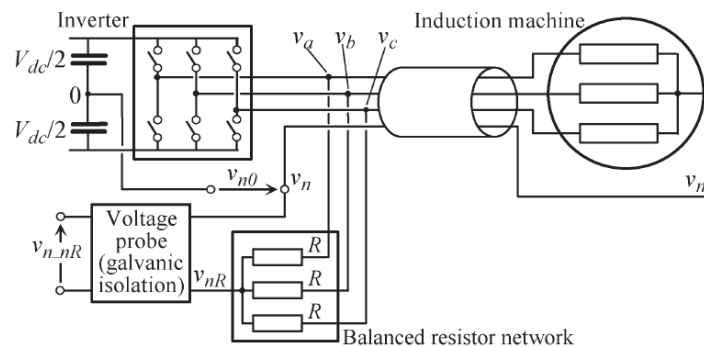 Inverter
Induction machine
v_a
v_b
v_c
V_dc/2
0
V_dc/2
v_n0
v_n
v_n
Voltage
probe
(galvanic
isolation)
v_n_nR
v_nR
R
R
R
Balanced resistor network